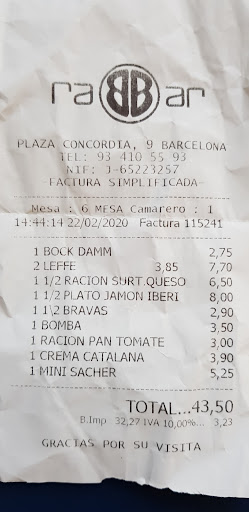 ra BB ar
PLAZA CONCORDIA, 9 BARCELONA
TEL: 93 410 55 93
NIF: J-65223257
FACTURA SIMPLIFICADA
Mesa : 6 MESA Camarero : 1
14:44:14 22/02/2020 Factura 115241
1 BOCK DAMM 2,75
2 LEFFE 3,85 7,70
1 1/2 RACION SURT.QUESO 6,50
1 1/2 PLATO JAMON IBERI 8,00
1 1\2 BRAVAS 2,90
1 BOMBA 3,50
1 RACION PAN TOMATE 3,00
1 CREMA CATALANA 3,90
1 MINI SACHER 5,25
TOTAL...43,50
B.Imp 32,27 IVA 10,00%... 3,23
GRACIAS POR SU VISITA